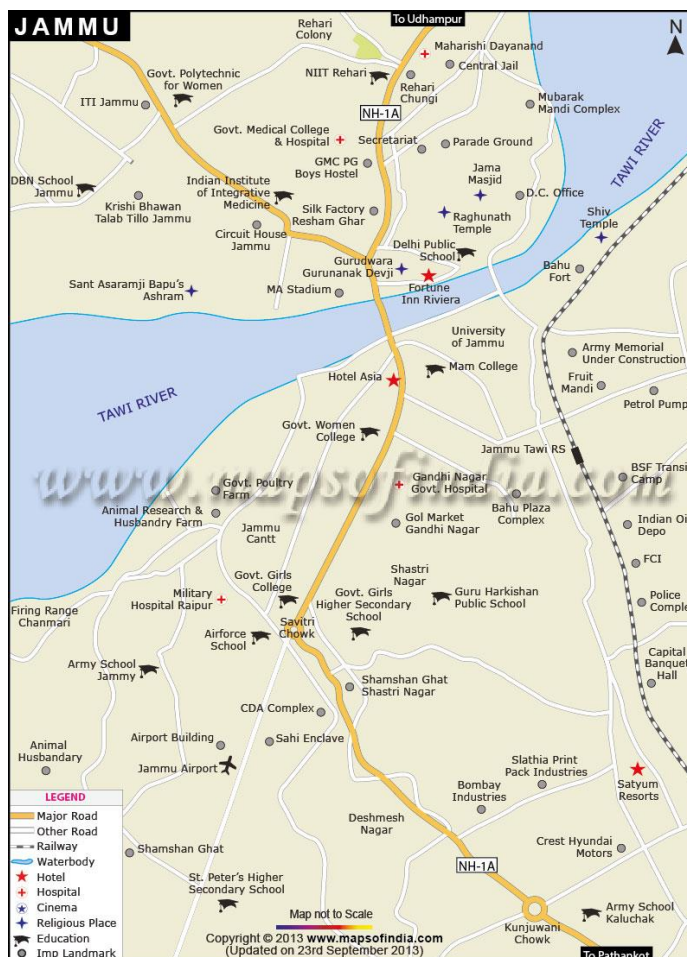 JAMMU
To Udhampur
N
Rehari
Colony
Maharishi Dayanand
Central Jail
NIIT Rehari
Rehari
Chungi
Govt. Polytechnic
for Women
ITI Jammu
Mubarak
Mandi Complex
NH-1A
Govt. Medical College
& Hospital
Secretariat
Parade Ground
TAWI RIVER
GMC PG
Boys Hostel
Jama
Masjid
DBN School
Jammu
Krishi Bhawan
Talab Tillo Jammu
Indian Institute
of Integrative
Medicine
D.C. Office
Silk Factory
Resham Ghar
Raghunath
Temple
Shiv
Temple
Circuit House
Jammu
Delhi Public
School
Gurudwara
Gurunanak Devji
Bahu
Fort
Sant Asaramji Bapu's
Ashram
MA Stadium
Fortune
Inn Riviera
University
of Jammu
Army Memorial
Under Construction
Mam College
Hotel Asia
Fruit
Mandi
Petrol Pump
TAWI RIVER
Govt. Women
College
Jammu Tawi RS
www.mapsofindia.com
Govt. Poultry
Farm
Gandhi Nagar
Govt. Hospital
BSF Transi
Camp
Animal Research &
Husbandry Farm
Bahu Plaza
Complex
Jammu
Cantt
Gol Market
Gandhi Nagar
Indian Oi
Depo
FCI
Shastri
Nagar
Govt. Girls
College
Govt. Girls
Higher Secondary
School
Guru Harkishan
Public School
Military
Hospital Raipur
Police
Comple
Firing Range
Chanmari
Savitri
Chowk
Airforce
School
Capital
Banquet
Hall
Army School
Jammy
Shamshan Ghat
Shastri Nagar
CDA Complex
Airport Building
Sahi Enclave
Animal
Husbandary
Jammu Airport
Slathia Print
Pack Industries
Satyum
Resorts
Bombay
Industries
Deshmesh
Nagar
Shamshan Ghat
Crest Hyundai
Motors
NH-1A
St. Peter's Higher
Secondary School
Army School
Kaluchak
Kunjuwani
Chowk
To Pathankot
LEGEND
Major Road
Other Road
Railway
Waterbody
Hotel
Hospital
Cinema
Religious Place
Education
Imp Landmark
Map not to Scale
Copyright © 2013 www.mapsofindia.com
(Updated on 23rd September 2013)